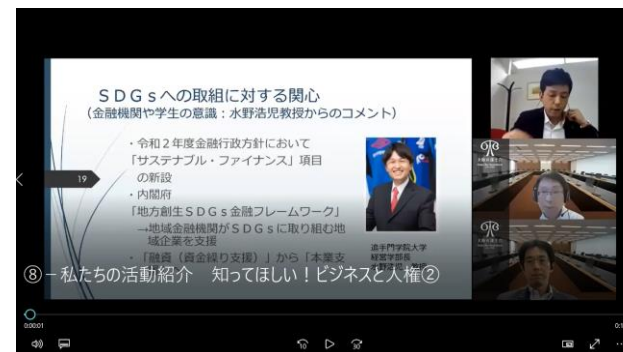 SDGsへの取組に対する関心
(金融機関や学生の意識:水野浩児教授からのコメント)
・令和2年度金融行政方針において
「サステナブル・ファイナンス」項目
の新設
・内閣府
「地方創生SDGs金融フレームワーク」
→地域金融機関がSDGsに取り組む地
域企業を支援
・「融資(資金繰り支援)」から「本業支
19
追手門学院大学
経営学部長
水野浩児 教授
⑧-私たちの活動紹介 知ってほしい!ビジネスと人権②
0:00:01
10
30